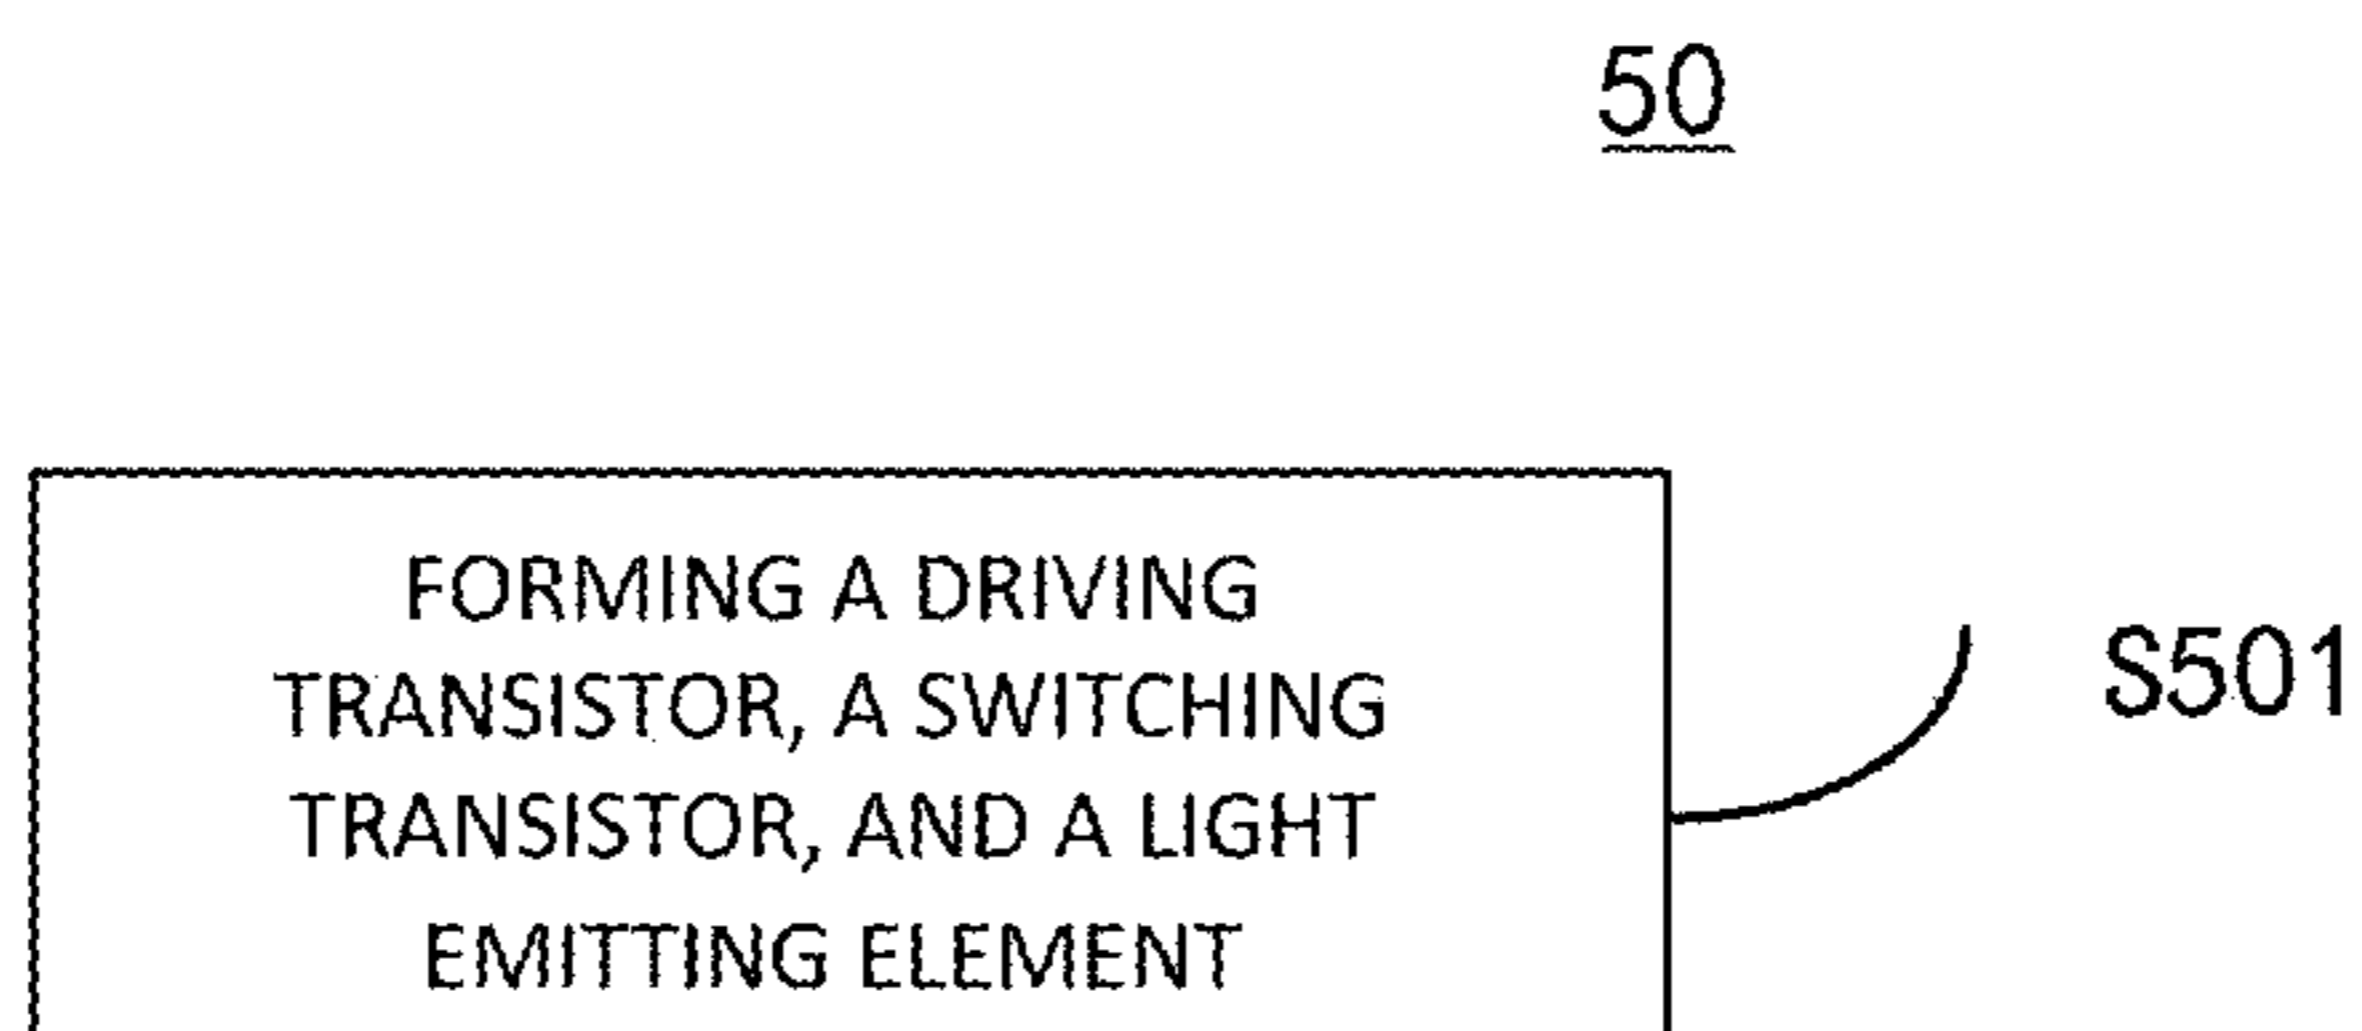 50
FORMING A DRIVING
TRANSISTOR, A SWITCHING
TRANSISTOR, AND A LIGHT
EMITTING ELEMENT
S501